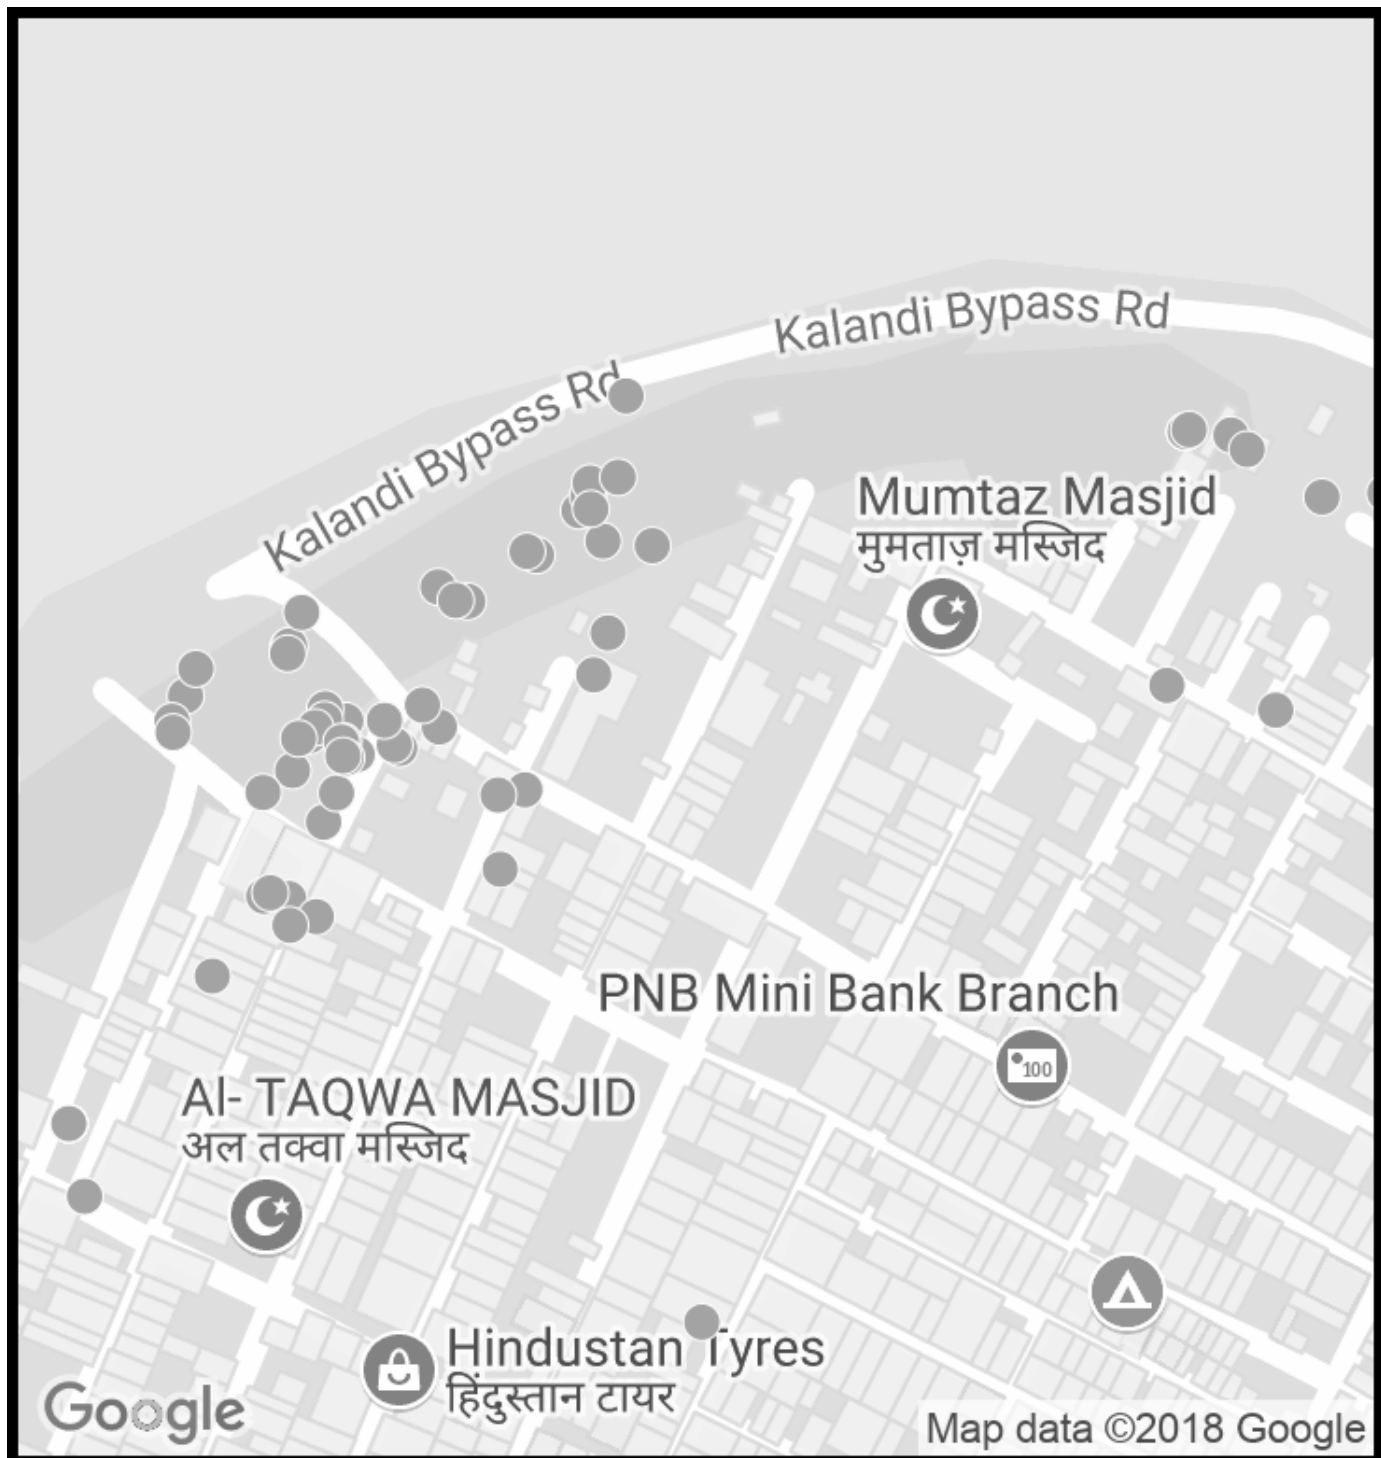 Kalandi Bypass Rd
Kalandi Bypass Rd
Mumtaz Masjid
मुमताज़ मस्जिद
PNB Mini Bank Branch
100
Al- TAQWA MASJID
अल तक्वा मस्जिद
Hindustan Tyres
हिंदुस्तान टायर
Google
Map data ©2018 Google